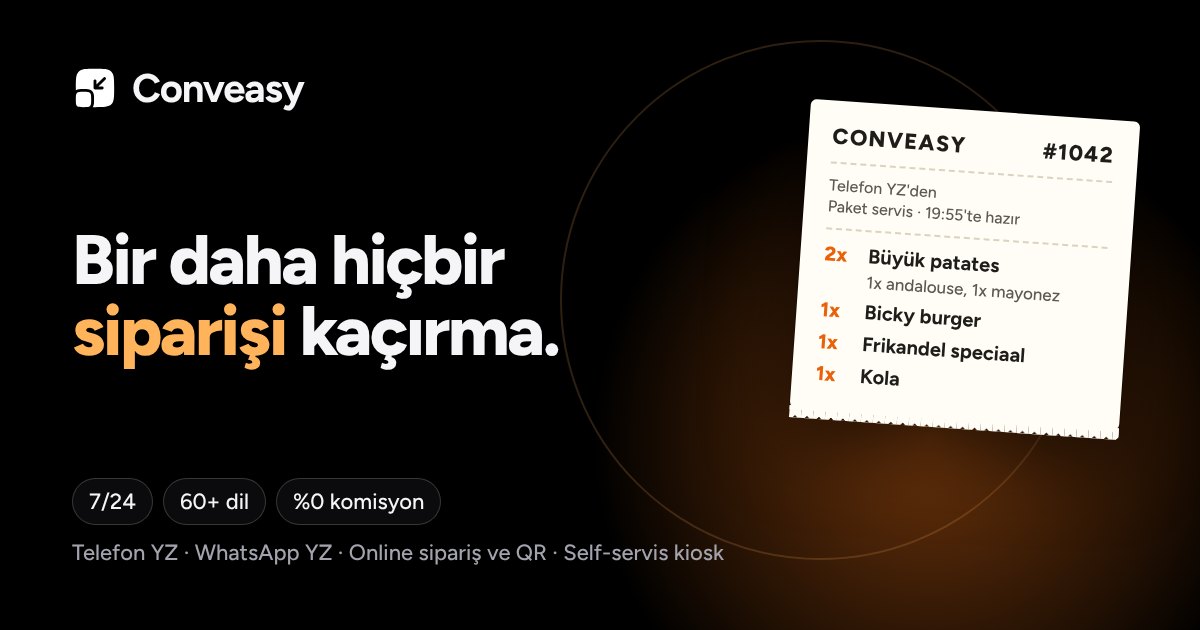 Conveasy
Bir daha hiçbir
siparişi kaçırma.
7/24 60+ dil %0 komisyon
Telefon YZ · WhatsApp YZ · Online sipariş ve QR · Self-servis kiosk
CONVEASY #1042
Telefon YZ'den
Paket servis · 19:55'te hazır
2x Büyük patates
1x andalouse, 1x mayonez
1x Bicky burger
1x Frikandel speciaal
1x Kola